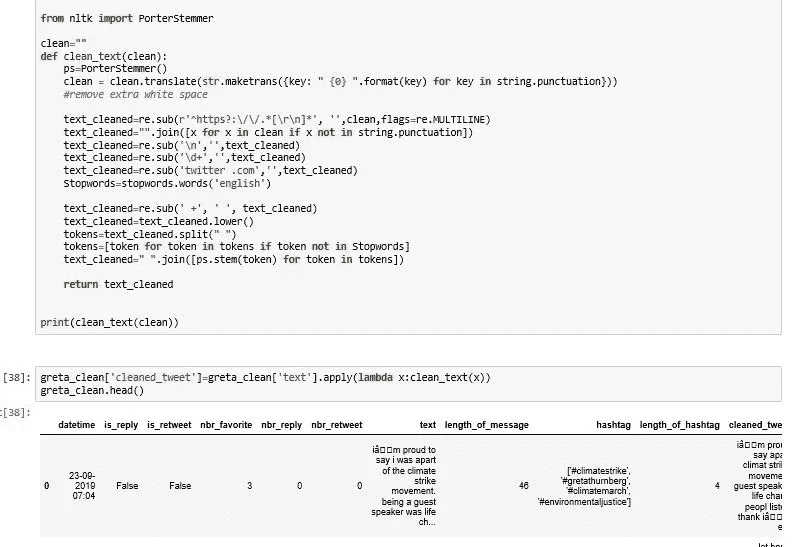 from nltk import PorterStemmer
clean=""
def clean_text(clean):
ps=PorterStemmer()
clean = clean.translate(str.maketrans({key: " {0} ".format(key) for key in string.punctuation}))
#remove extra white space
text_cleaned=re.sub(r'^https?:\/\/.*[\r\n]*', '',clean,flags=re.MULTILINE)
text_cleaned="".join([x for x in clean if x not in string.punctuation])
text_cleaned=re.sub('\n','',text_cleaned)
text_cleaned=re.sub('\d+','',text_cleaned)
text_cleaned=re.sub('twitter .com','',text_cleaned)
Stopwords=stopwords.words('english')
text_cleaned=re.sub(' +', ' ', text_cleaned)
text_cleaned=text_cleaned.lower()
tokens=text_cleaned.split(" ")
tokens=[token for token in tokens if token not in Stopwords]
text_cleaned=" ".join([ps.stem(token) for token in tokens])
return text_cleaned
print(clean_text(clean))
[38]: greta_clean['cleaned_tweet']=greta_clean['text'].apply(lambda x:clean_text(x))
greta_clean.head()
[38]:
datetime is_reply is_retweet nbr_favorite nbr_reply nbr_retweet text length_of_message hashtag length_of_hashtag cleaned_twe
0
23-09-
2019
07:04
False False 3 0 0
iâ□□m proud to
say i was apart
of the climate
strike
movement.
being a guest
speaker was life
ch...
46
['#climatestrike',
'#gretathurnberg',
'#climatemarch',
'#environmentaljustice']
4
iâ□□m prou
say apa
climat stri
moveme
guest speak
life cha
peopl liste
thank iâ□□